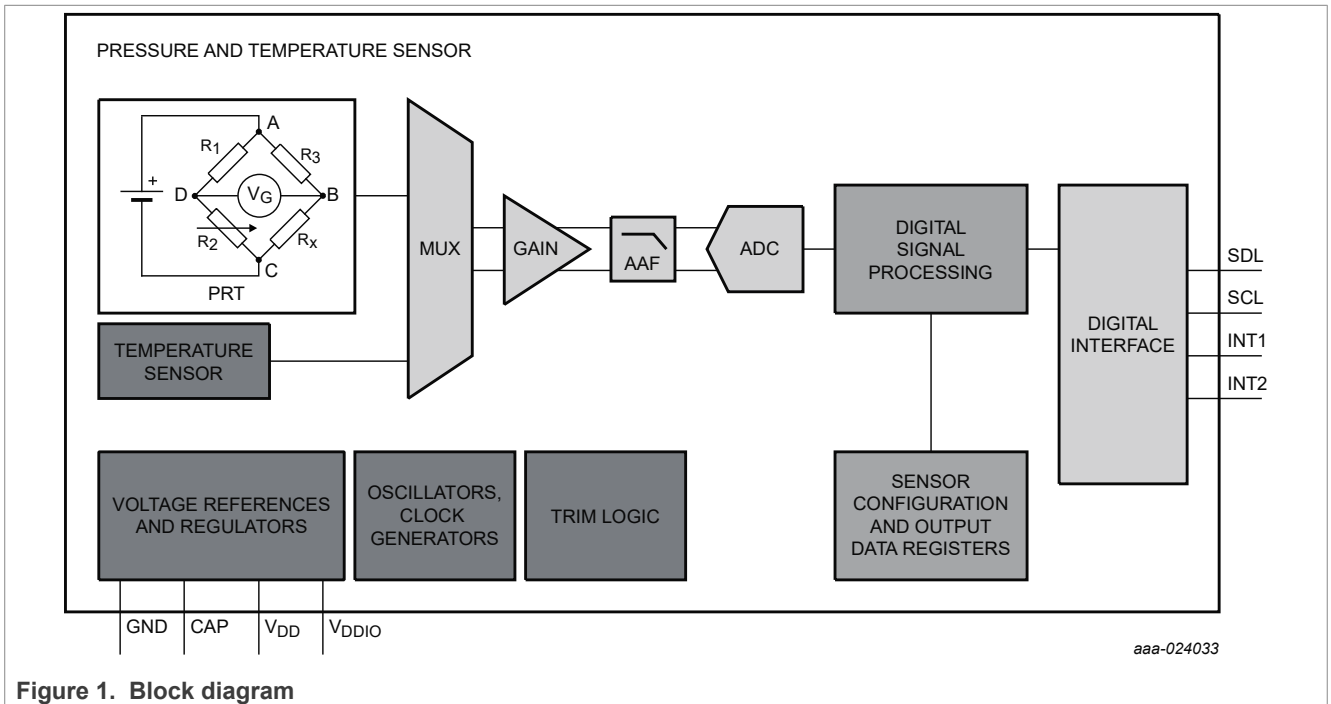 PRESSURE AND TEMPERATURE SENSOR
A
R1
R3
+
D
VG
B
R2
Rx
C
PRT
MUX
GAIN
AAF
ADC
DIGITAL
SIGNAL
PROCESSING
DIGITAL
INTERFACE
SDL
SCL
INT1
INT2
TEMPERATURE
SENSOR
VOLTAGE REFERENCES
AND REGULATORS
OSCILLATORS,
CLOCK
GENERATORS
TRIM LOGIC
SENSOR
CONFIGURATION
AND OUTPUT
DATA REGISTERS
GND
CAP
VDD
VDDIO
aaa-024033
Figure 1. Block diagram